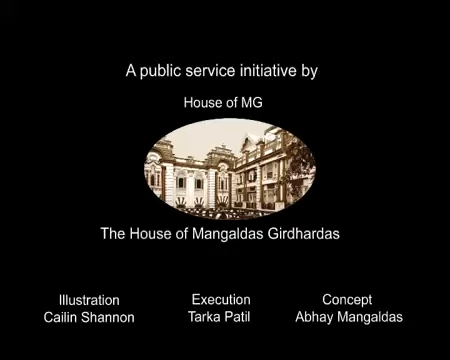 A public service initiative by
House of MG
The House of Mangaldas Girdhardas
Illustration Execution Concept
Cailin Shannon Tarka Patil Abhay Mangaldas